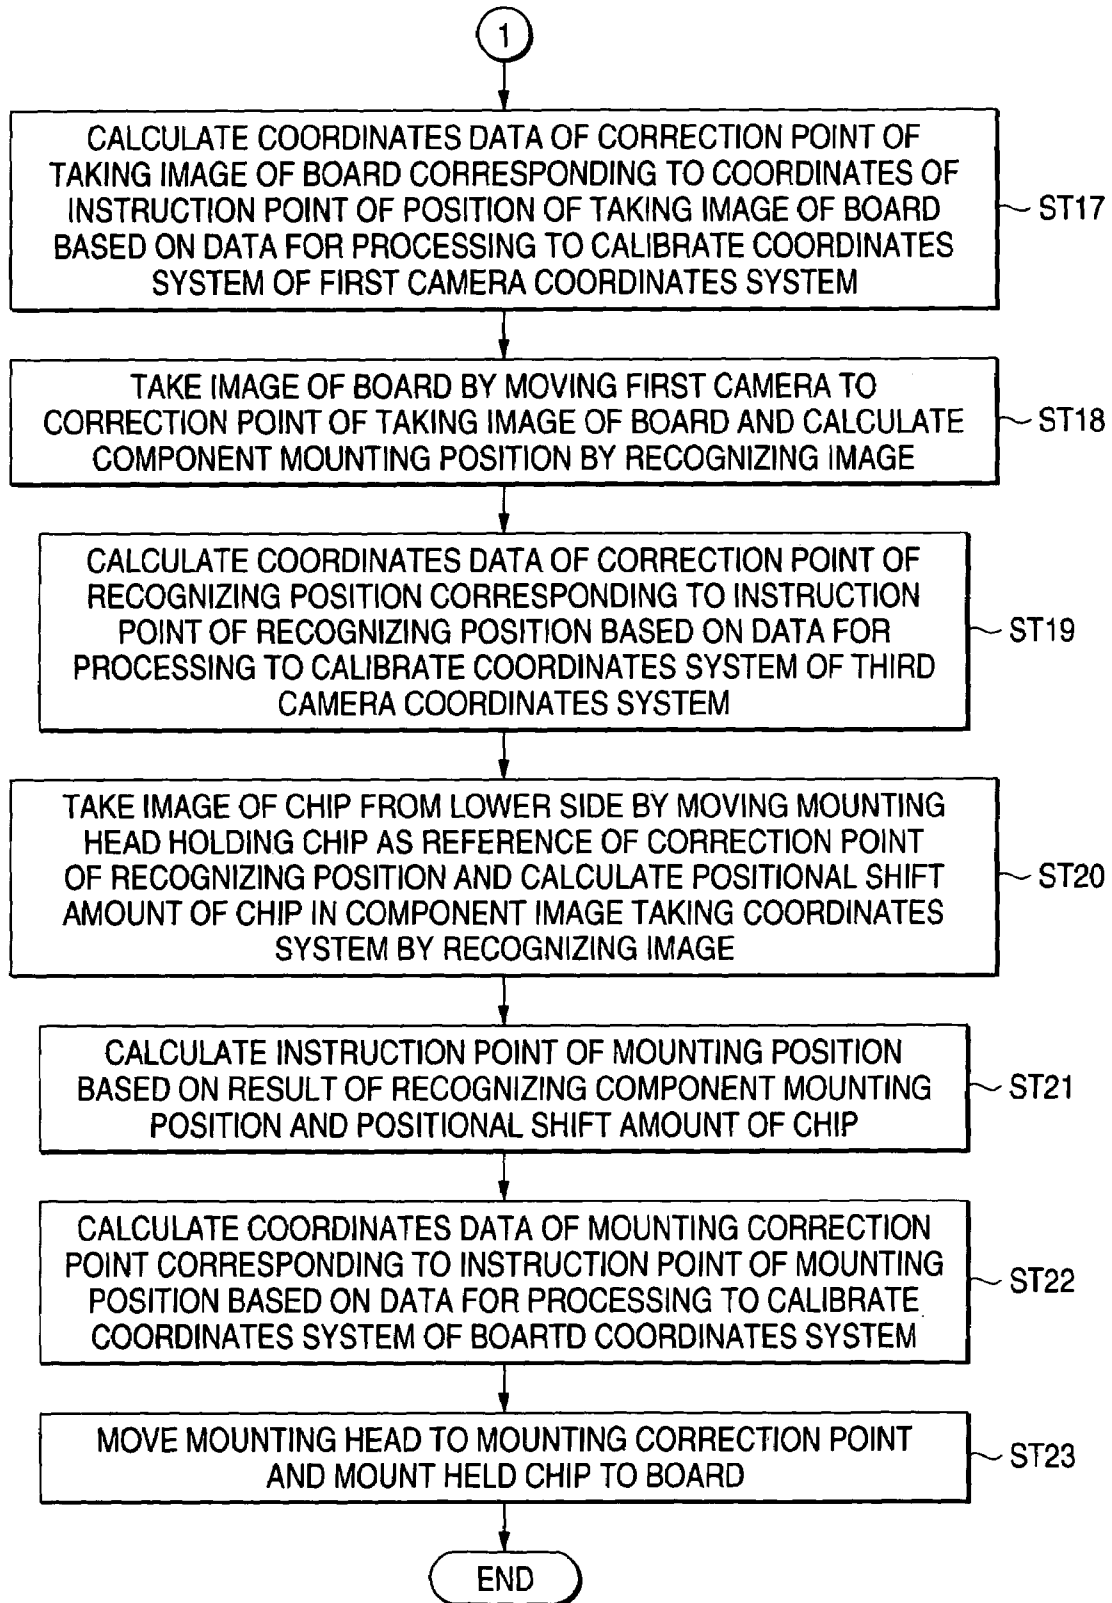 1
CALCULATE COORDINATES DATA OF CORRECTION POINT OF
TAKING IMAGE OF BOARD CORRESPONDING TO COORDINATES OF
INSTRUCTION POINT OF POSITION OF TAKING IMAGE OF BOARD
BASED ON DATA FOR PROCESSING TO CALIBRATE COORDINATES
SYSTEM OF FIRST CAMERA COORDINATES SYSTEM
ST17
TAKE IMAGE OF BOARD BY MOVING FIRST CAMERA TO
CORRECTION POINT OF TAKING IMAGE OF BOARD AND CALCULATE
COMPONENT MOUNTING POSITION BY RECOGNIZING IMAGE
ST18
CALCULATE COORDINATES DATA OF CORRECTION POINT OF
RECOGNIZING POSITION CORRESPONDING TO INSTRUCTION
POINT OF RECOGNIZING POSITION BASED ON DATA FOR
PROCESSING TO CALIBRATE COORDINATES SYSTEM OF THIRD
CAMERA COORDINATES SYSTEM
ST19
TAKE IMAGE OF CHIP FROM LOWER SIDE BY MOVING MOUNTING
HEAD HOLDING CHIP AS REFERENCE OF CORRECTION POINT
OF RECOGNIZING POSITION AND CALCULATE POSITIONAL SHIFT
AMOUNT OF CHIP IN COMPONENT IMAGE TAKING COORDINATES
SYSTEM BY RECOGNIZING IMAGE
ST20
CALCULATE INSTRUCTION POINT OF MOUNTING POSITION
BASED ON RESULT OF RECOGNIZING COMPONENT MOUNTING
POSITION AND POSITIONAL SHIFT AMOUNT OF CHIP
ST21
CALCULATE COORDINATES DATA OF MOUNTING CORRECTION
POINT CORRESPONDING TO INSTRUCTION POINT OF MOUNTING
POSITION BASED ON DATA FOR PROCESSING TO CALIBRATE
COORDINATES SYSTEM OF BOARTD COORDINATES SYSTEM
ST22
MOVE MOUNTING HEAD TO MOUNTING CORRECTION POINT
AND MOUNT HELD CHIP TO BOARD
ST23
END